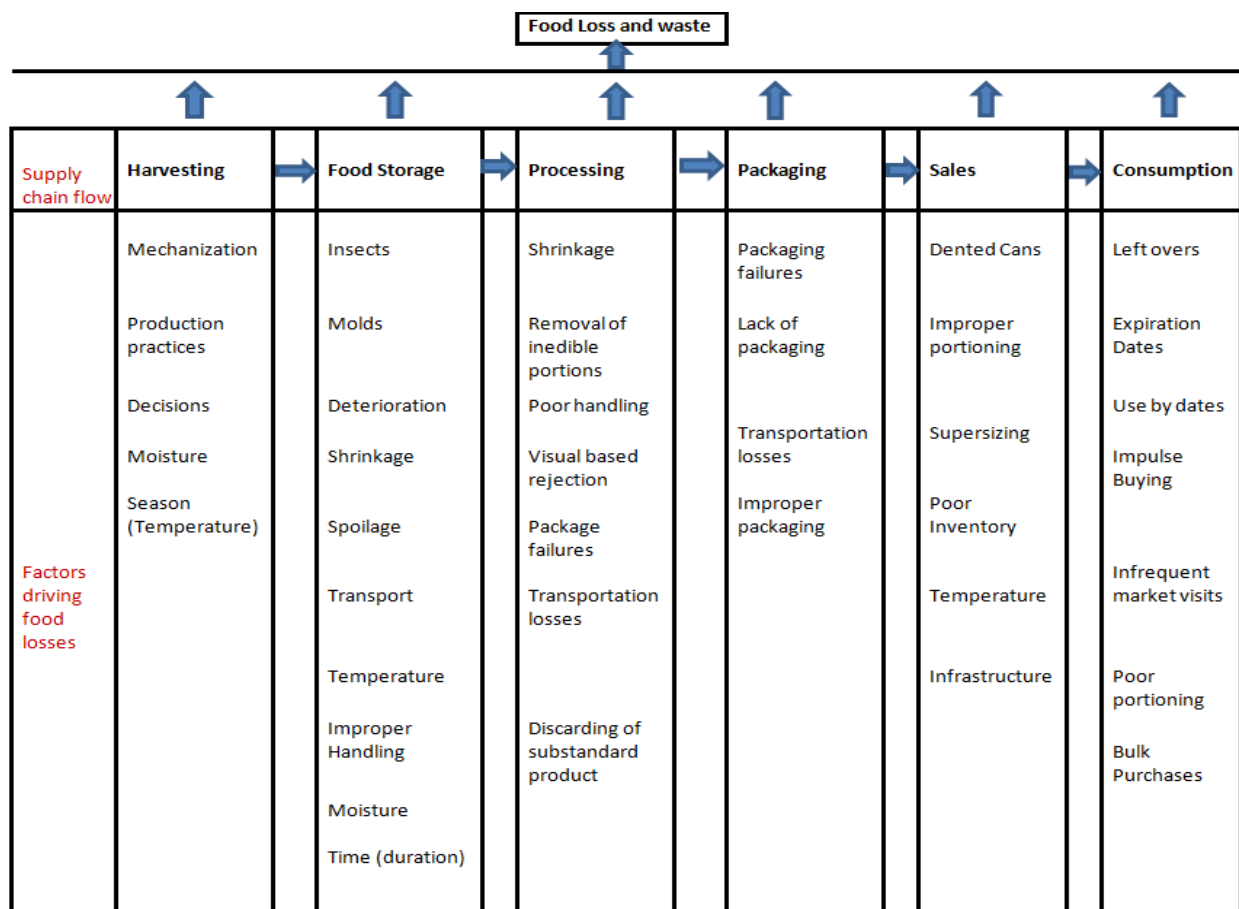 Food Loss and waste
Supply
chain flow
Harvesting
Food Storage
Processing
Packaging
Sales
Consumption
Factors
driving
food
losses
Mechanization
Production
practices
Decisions
Moisture
Season
(Temperature)
Insects
Molds
Deterioration
Shrinkage
Spoilage
Transport
Temperature
Improper
Handling
Moisture
Time (duration)
Shrinkage
Removal of
inedible
portions
Poor handling
Visual based
rejection
Package
failures
Transportation
losses
Discarding of
substandard
product
Packaging
failures
Lack of
packaging
Transportation
losses
Improper
packaging
Dented Cans
Improper
portioning
Supersizing
Poor
Inventory
Temperature
Infrastructure
Left overs
Expiration
Dates
Use by dates
Impulse
Buying
Infrequent
market visits
Poor
portioning
Bulk
Purchases